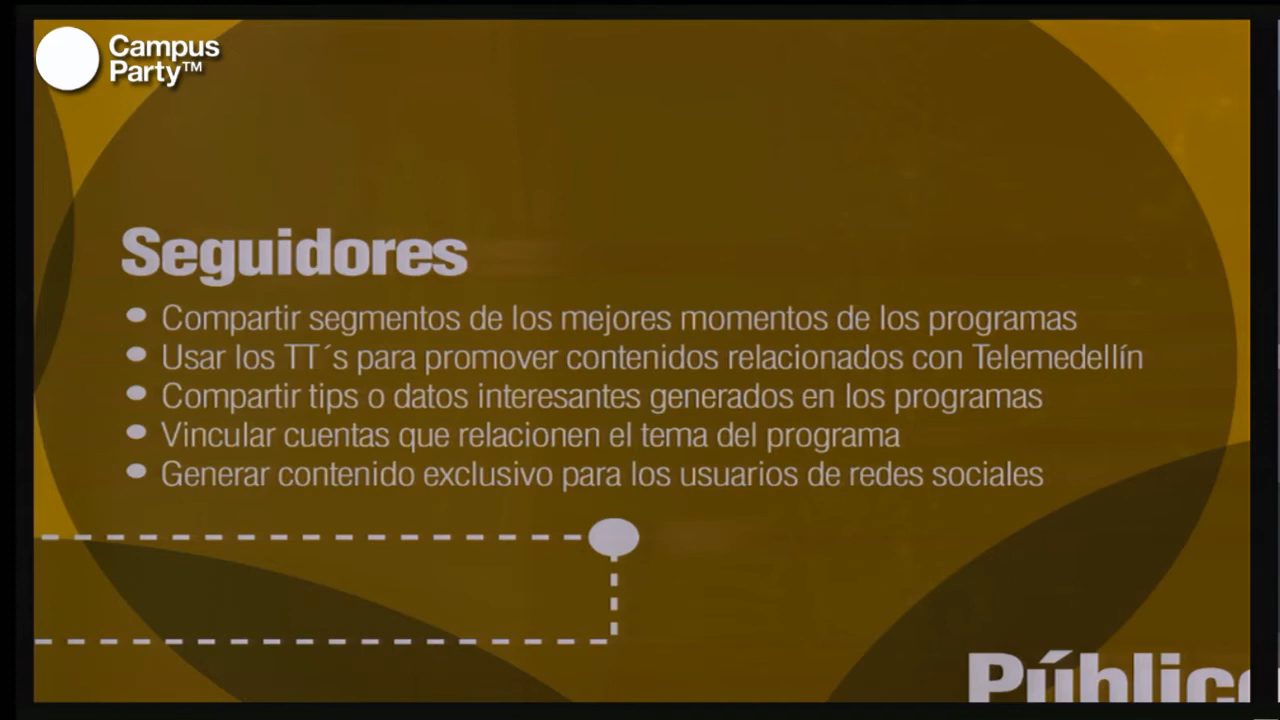 Campus
Party™
Seguidores
Compartir segmentos de los mejores momentos de los programas
Usar los TT´s para promover contenidos relacionados con Telemedellín
Compartir tips o datos interesantes generados en los programas
Vincular cuentas que relacionen el tema del programa
Generar contenido exclusivo para los usuarios de redes sociales